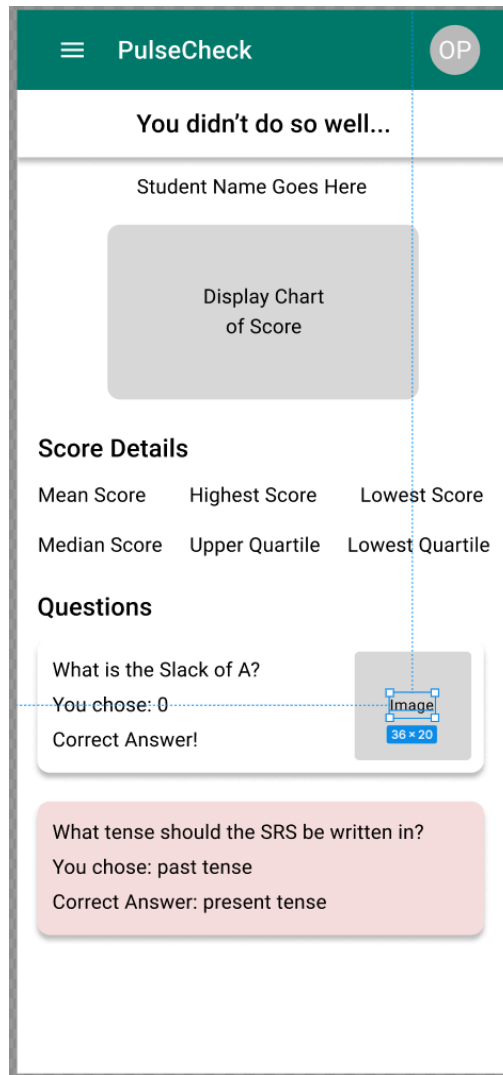 PulseCheck OP
You didn’t do so well...
Student Name Goes Here
Display Chart
of Score
Score Details
Mean Score Highest Score Lowest Score
Median Score Upper Quartile Lowest Quartile
Questions
What is the Slack of A?
You chose: 0
Correct Answer!
Image
36 × 20
What tense should the SRS be written in?
You chose: past tense
Correct Answer: present tense